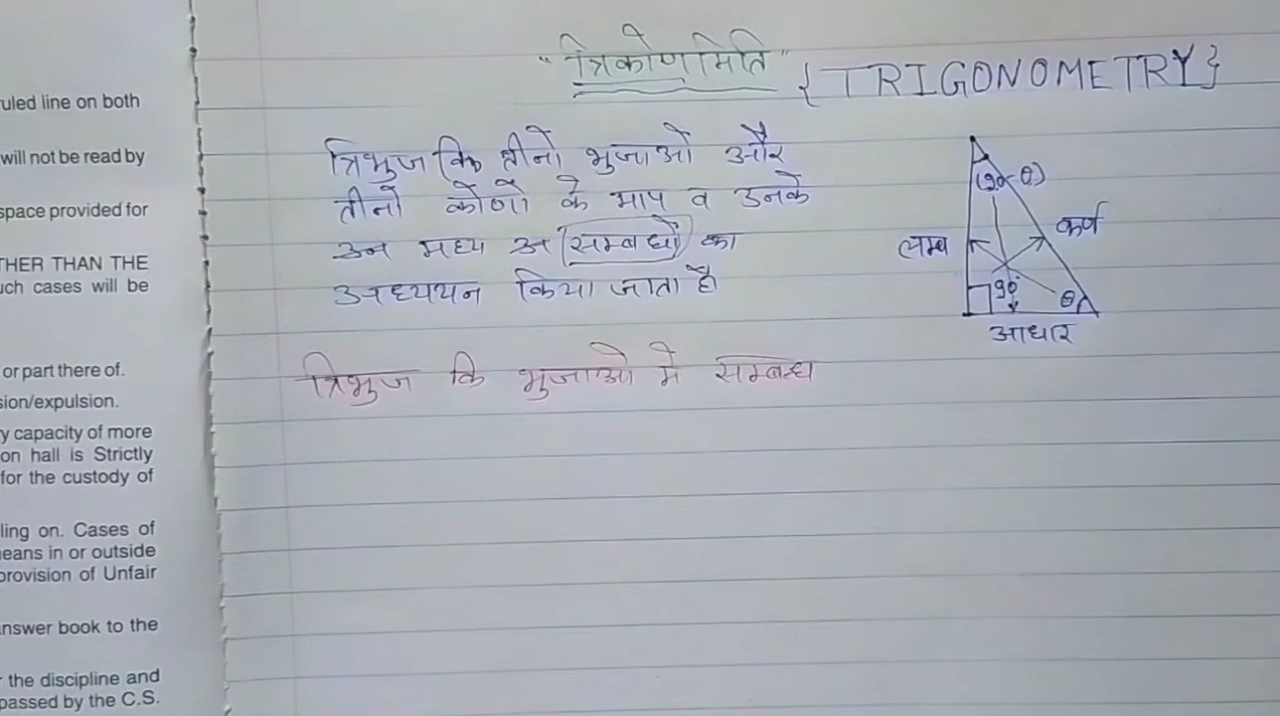 ruled line on both
will not be read by
space provided for
THER THAN THE
uch cases will be
or part there of.
sion/expulsion.
y capacity of more
on hall is Strictly
for the custody of
ling on. Cases of
neans in or outside
provision of Unfair
answer book to the
r the discipline and
passed by the C.S.
"त्रिकोणमिति" {TRIGONOMETRY}
त्रिभुज कि तीनो भुजाओ और
तीनो कोणो के माप व उनके
मध्य सम्बधों का
अध्ययन किया जाता है
(90-θ)
कर्ण
लम्ब
90°
θ
आधार
त्रिभुज कि भुजाओ मे सम्बन्ध